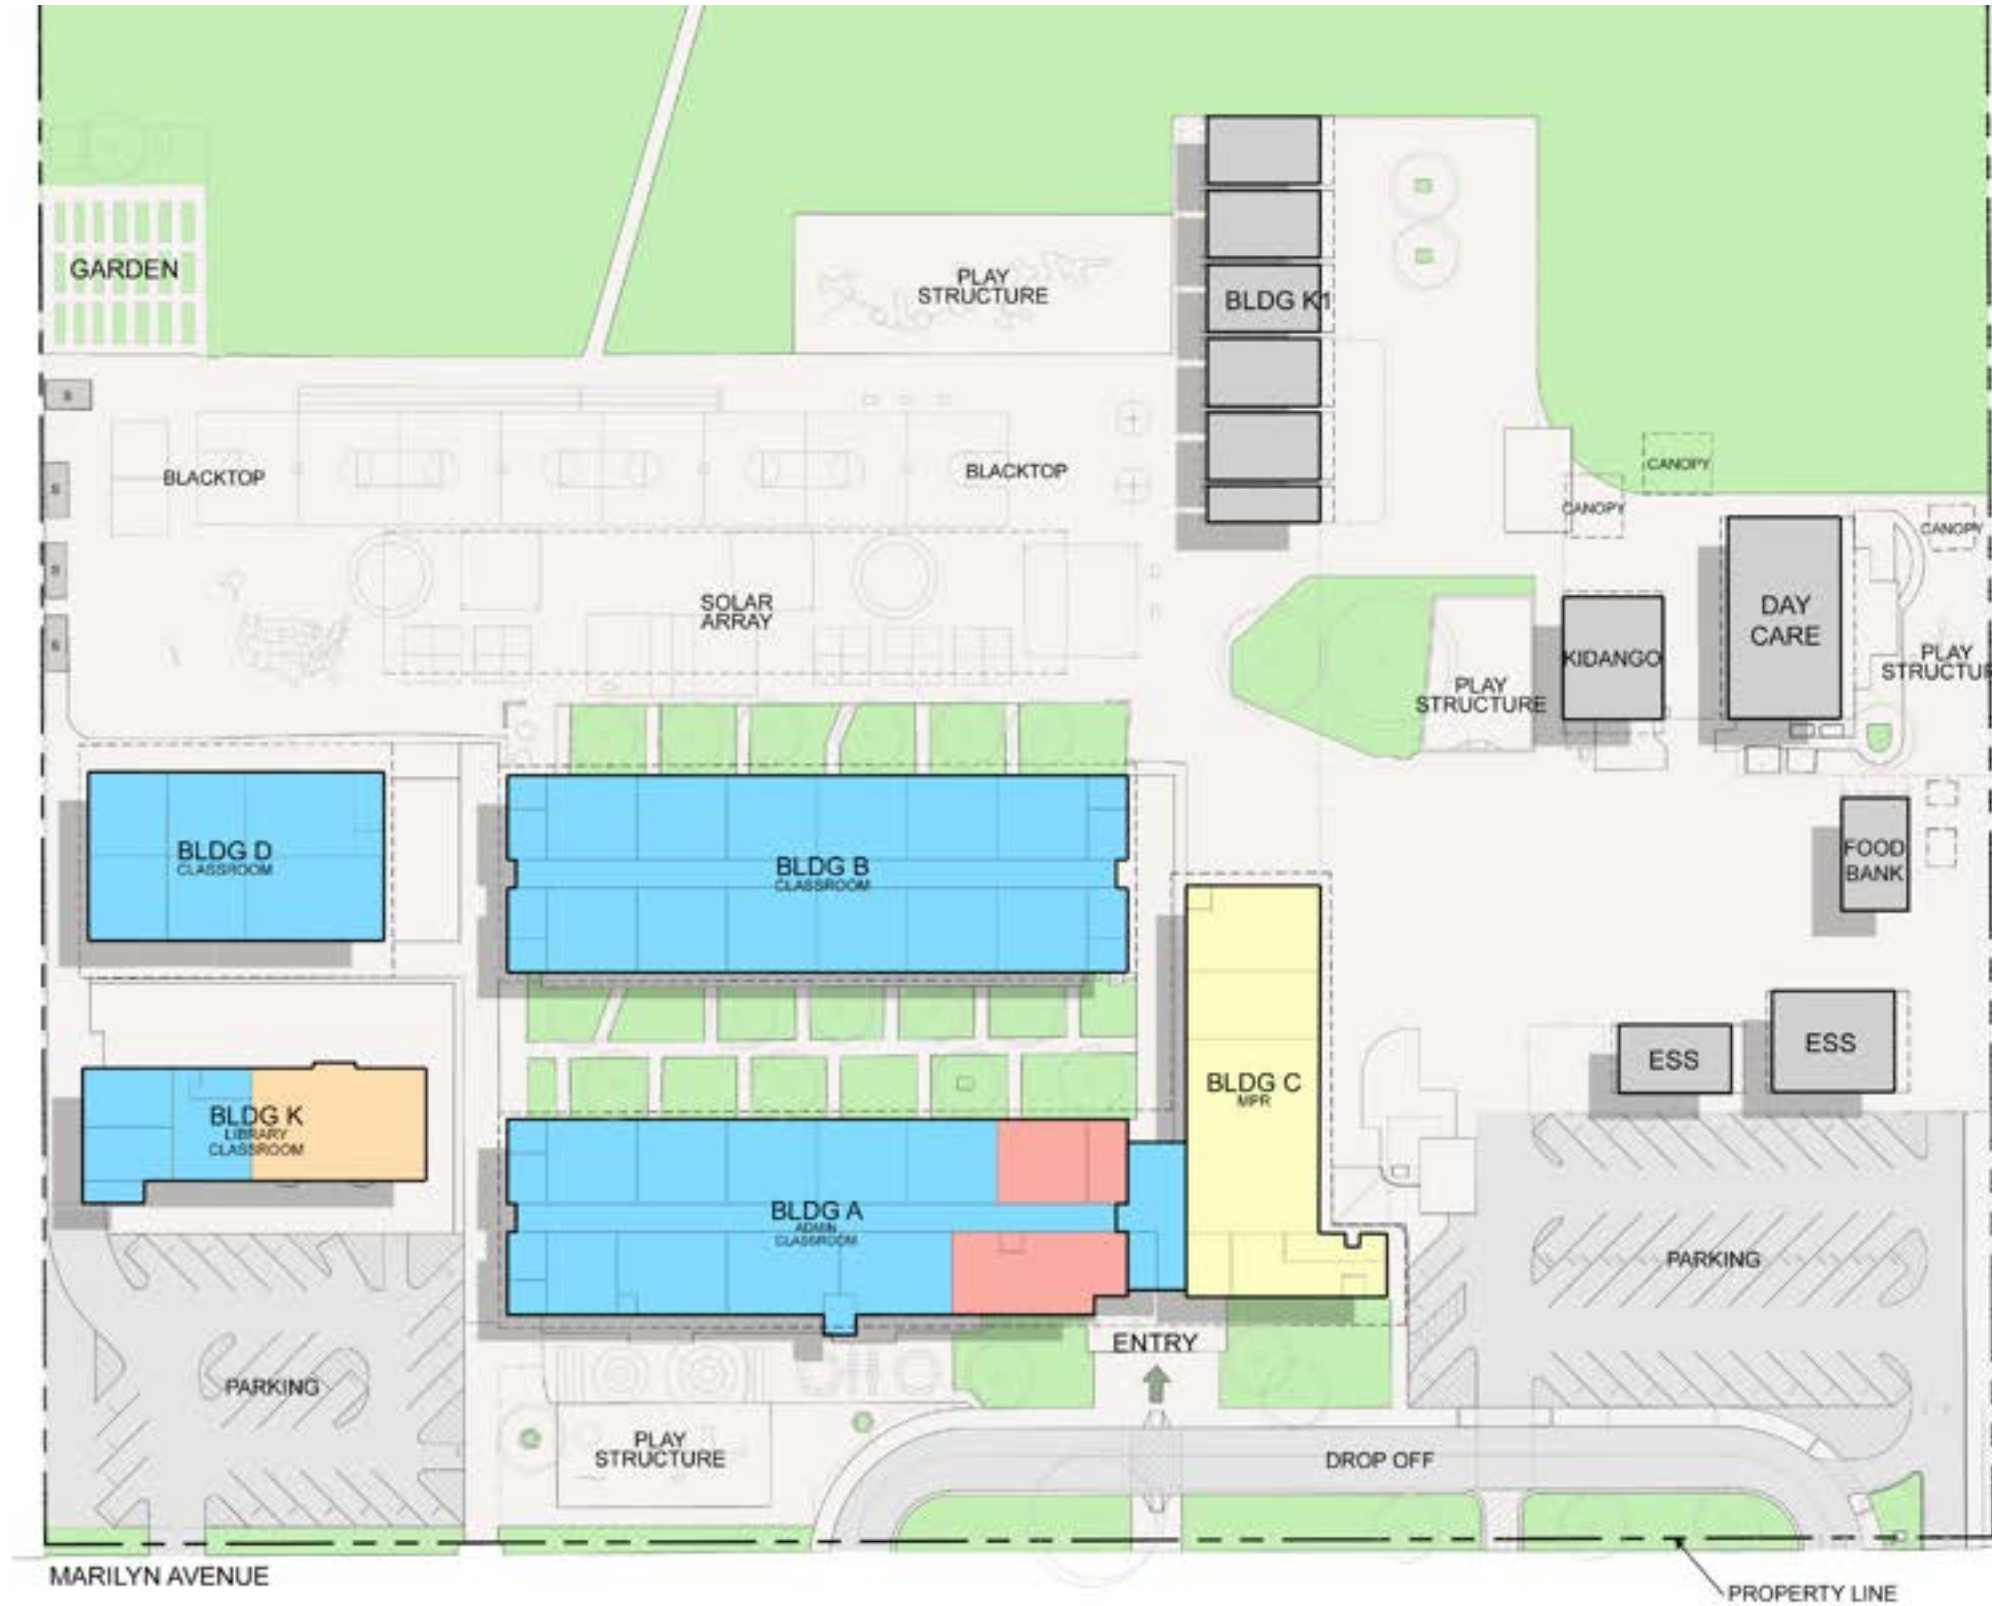 GARDEN
PLAY
STRUCTURE
BLDG K1
BLACKTOP
BLACKTOP
CANOPY
CANOPY
CANOPY
SOLAR
ARRAY
DAY
CARE
KIDANGO
PLAY
STRUCTURE
PLAY
STRUCTUR
BLDG D
CLASSROOM
BLDG B
CLASSROOM
FOOD
BANK
ESS
ESS
BLDG C
MPR
BLDG K
LIBRARY
CLASSROOM
BLDG A
ADMIN
CLASSROOM
PARKING
ENTRY
PARKING
PLAY
STRUCTURE
DROP OFF
MARILYN AVENUE
PROPERTY LINE